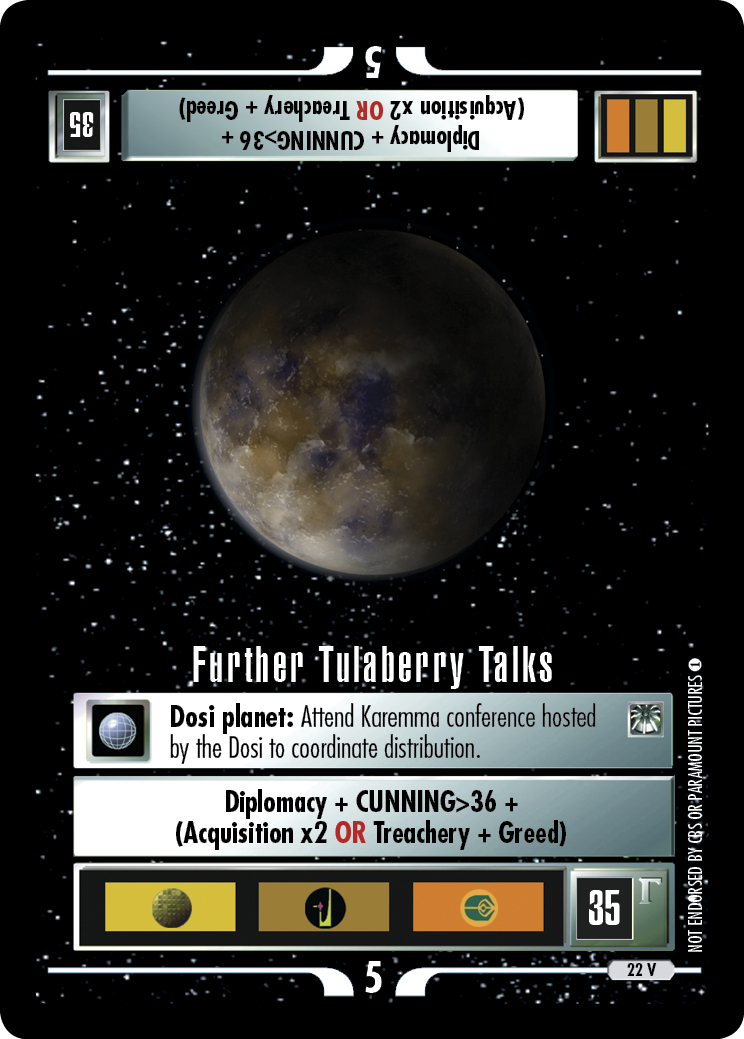 5
35
Diplomacy + CUNNING>36 +
(Acquisition x2 OR Treachery + Greed)
Further Tulaberry Talks
Dosi planet: Attend Karemma conference hosted
by the Dosi to coordinate distribution.
Diplomacy + CUNNING>36 +
(Acquisition x2 OR Treachery + Greed)
35
Γ
5
22 V
NOT ENDORSED BY CBS OR PARAMOUNT PICTURES 1